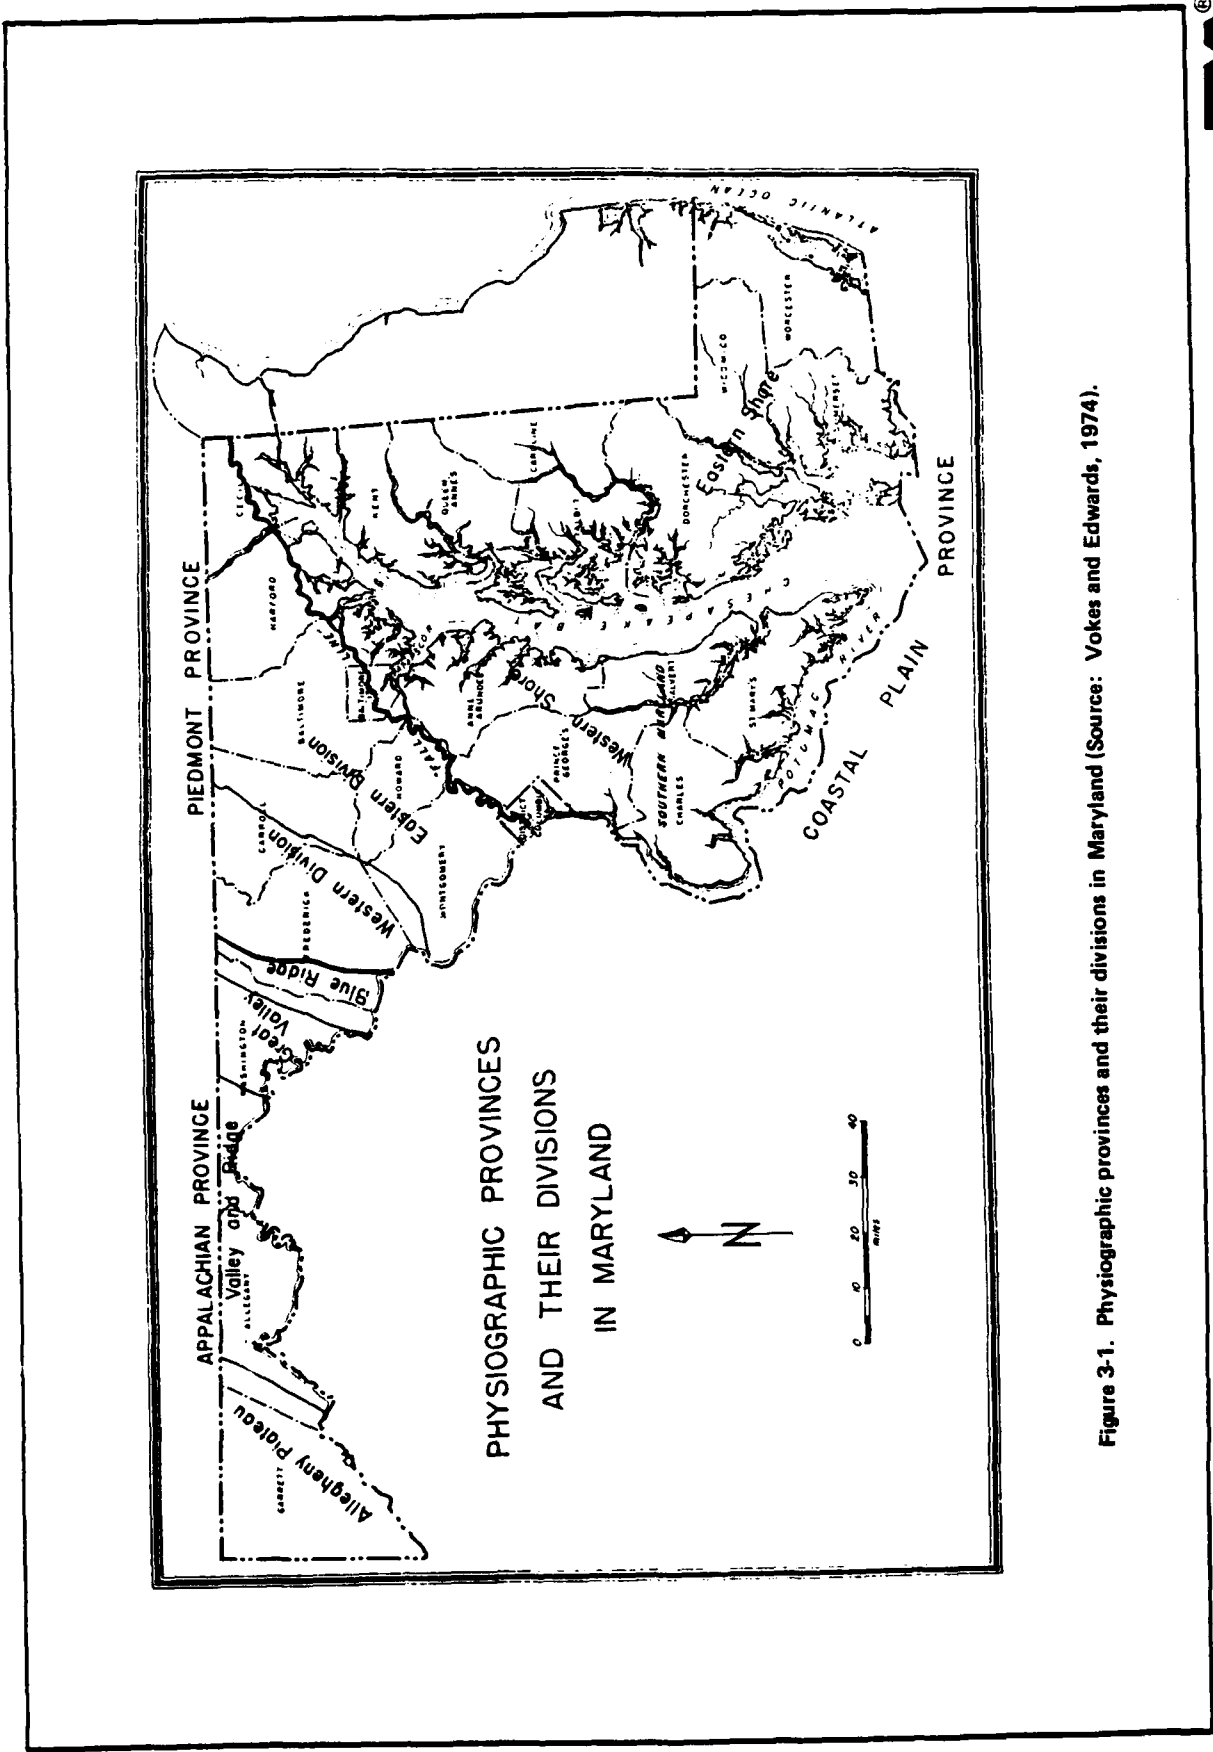 APPALACHIAN PROVINCE
PIEDMONT PROVINCE
Valley and Ridge
ALLEGANY
GARRETT
Allegheny Plateau
WASHINGTON
Great
Valley
Blue Ridge
FREDERICK
CARROLL
Western Division
BALTIMORE
HARFORD
CECIL
Eastern Division
HOWARD
MONTGOMERY
FALL
LINE
BALTIMORE
KENT
QUEEN
ANNE'S
ANNE
ARUNDEL
CAROLINE
DISTRICT
COLUMBIA
PRINCE
GEORGE'S
Western Shore
CHESAPEAKE BAY
SOUTHERN MARYLAND
CHARLES
CALVERT
ST MARY'S
DORCHESTER
Eastern Shore
WICOMICO
WORCESTER
SOMERSET
ATLANTIC OCEAN
POTOMAC RIVER
COASTAL PLAIN PROVINCE
PHYSIOGRAPHIC PROVINCES
AND THEIR DIVISIONS
IN MARYLAND
N
0 10 20 30 40
MILES
Figure 3-1. Physiographic provinces and their divisions in Maryland (Source: Vokes and Edwards, 1974).
®